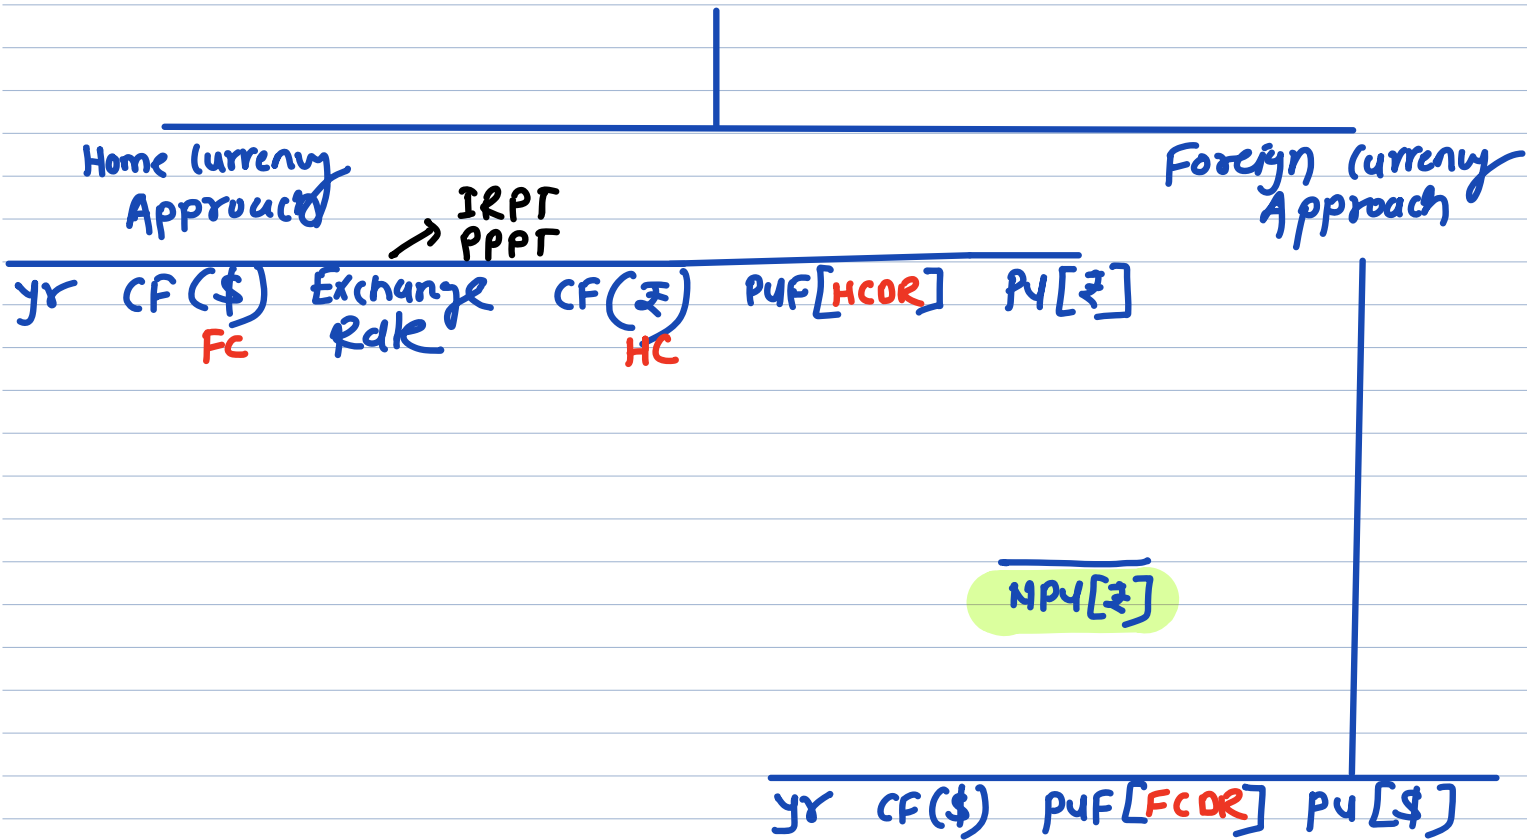 Home Currency
Approach
Foreign Currency
Approach
IRPT
PPPT
yr CF ($) Exchange Rate CF (₹) PVF [HCDR] PV [₹]
FC HC
NPV [₹]
yr CF ($) PVF [FCDR] PV [$]